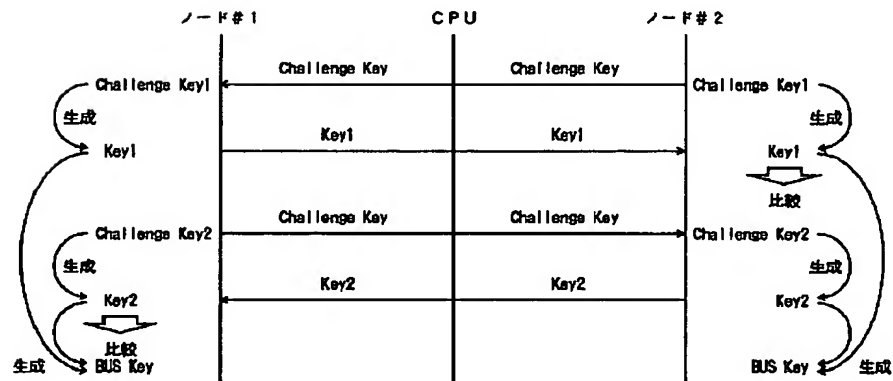 ノード#1 CPU ノード#2
Challenge Key1 Challenge Key Challenge Key Challenge Key1
生成 生成
Key1 Key1 Key1 Key1
比較
Challenge Key2 Challenge Key Challenge Key Challenge Key2
生成 生成
Key2 Key2 Key2 Key2
比較
生成 BUS Key BUS Key 生成